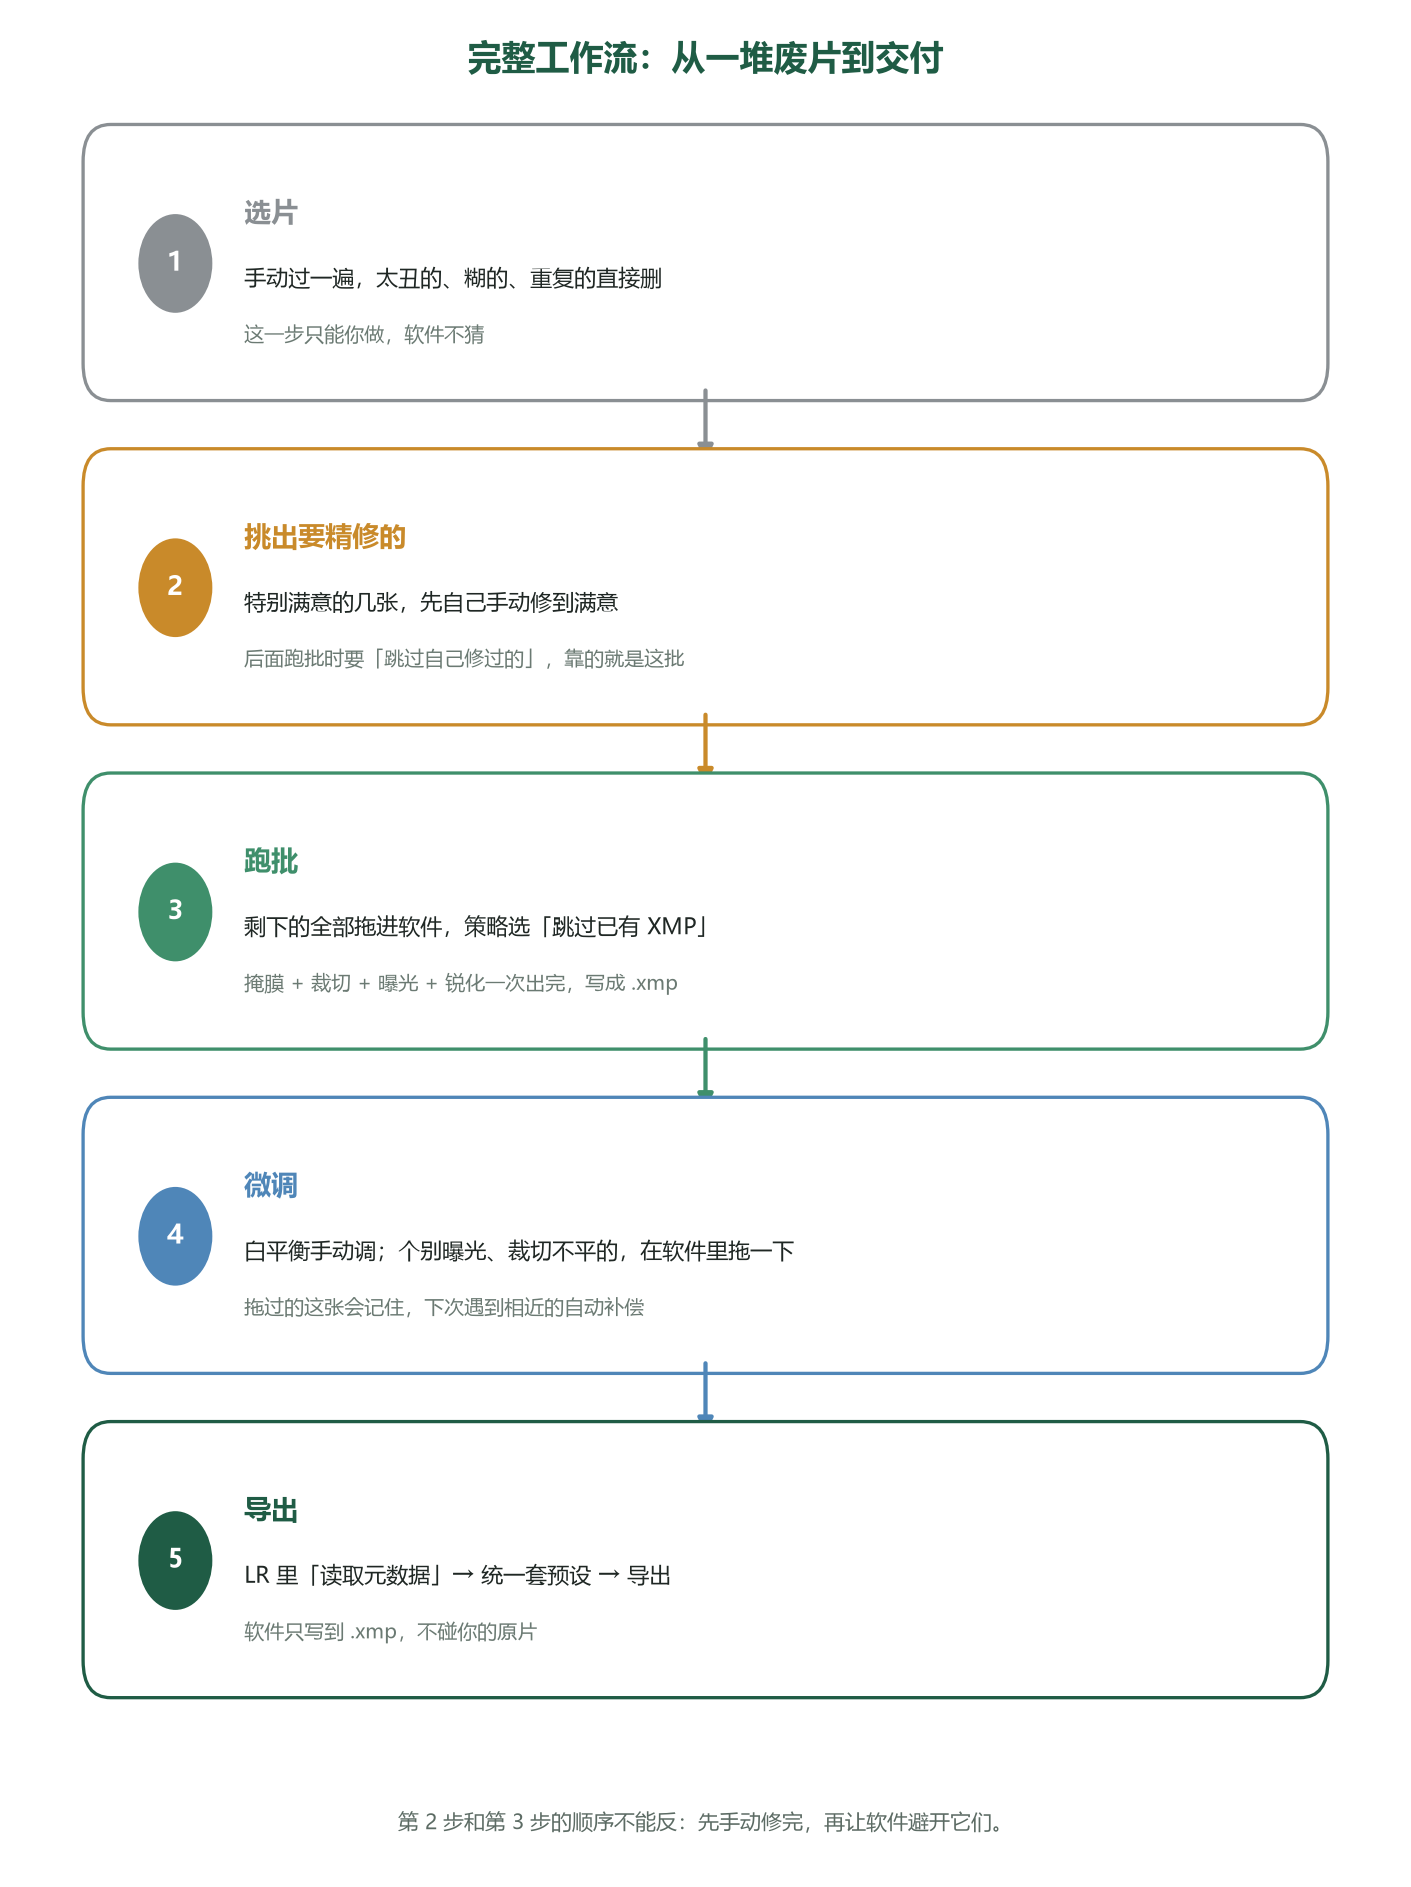 完整工作流：从一堆废片到交付
选片
1
手动过一遍，太丑的、糊的、重复的直接删
这一步只能你做，软件不猜
挑出要精修的
2
特别满意的几张，先自己手动修到满意
后面跑批时要「跳过自己修过的」，靠的就是这批
跑批
3
剩下的全部拖进软件，策略选「跳过已有 XMP」
掩膜 + 裁切 + 曝光 + 锐化一次出完，写成 .xmp
微调
4
白平衡手动调；个别曝光、裁切不平的，在软件里拖一下
拖过的这张会记住，下次遇到相近的自动补偿
导出
5
LR 里「读取元数据」→ 统一套预设 → 导出
软件只写到 .xmp，不碰你的原片
第 2 步和第 3 步的顺序不能反：先手动修完，再让软件避开它们。